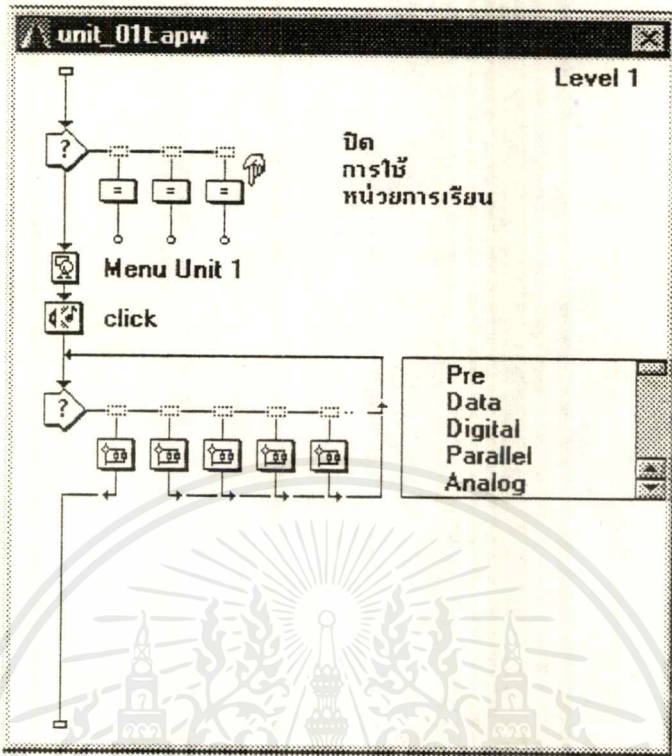 unit_01t.apw
Level 1
ปิด
การใช้
หน่วยการเรียน
Menu Unit 1
click
Pre
Data
Digital
Parallel
Analog